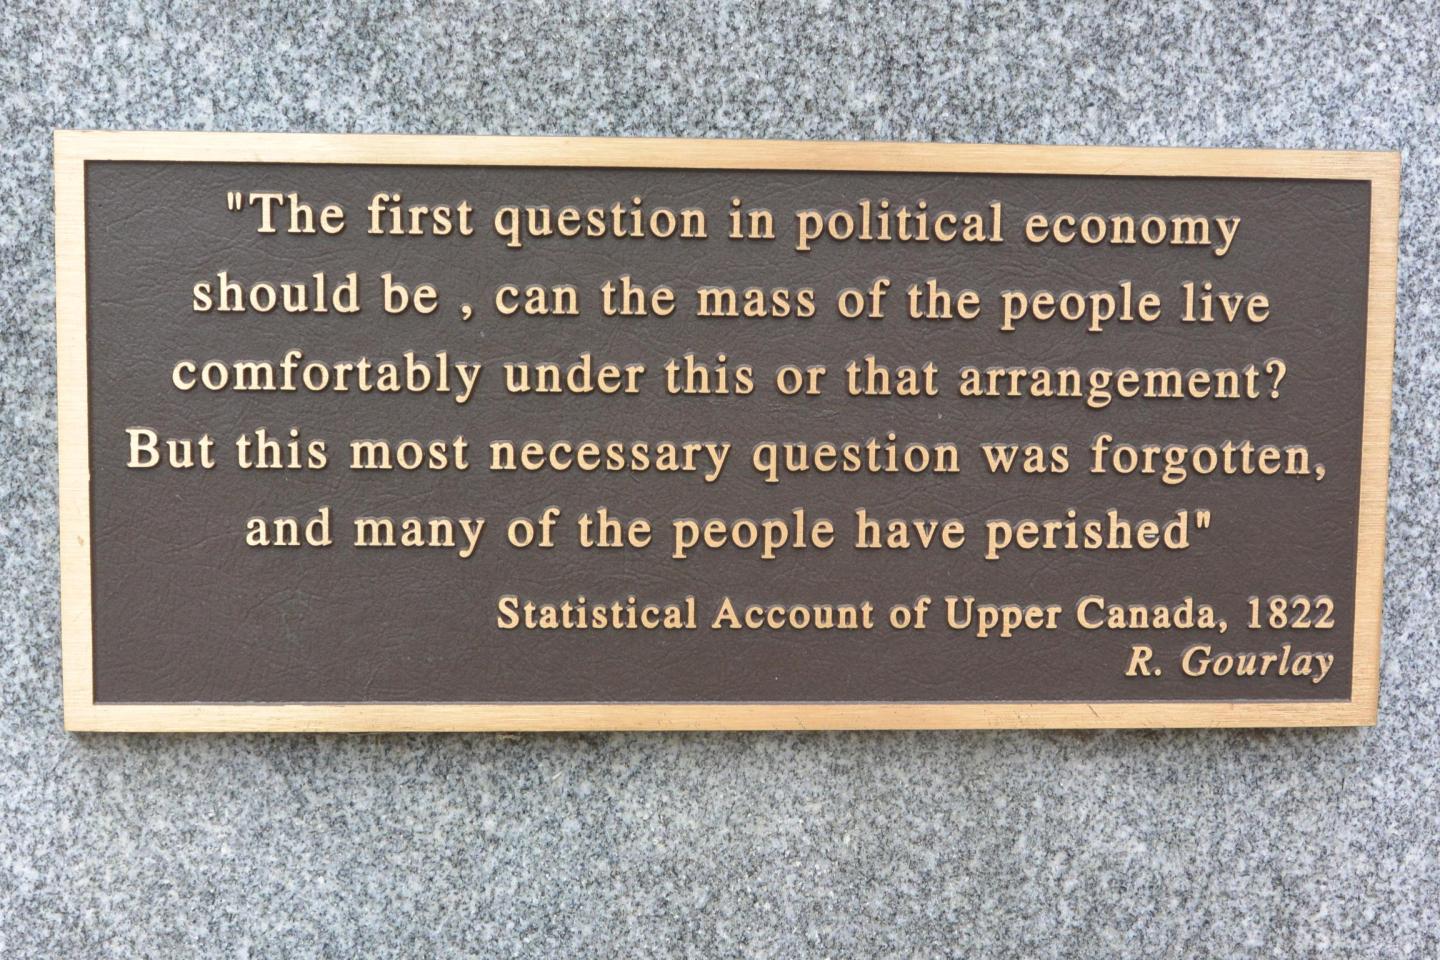 "The first question in political economy
should be , can the mass of the people live
comfortably under this or that arrangement?
But this most necessary question was forgotten,
and many of the people have perished"
Statistical Account of Upper Canada, 1822
R. Gourlay